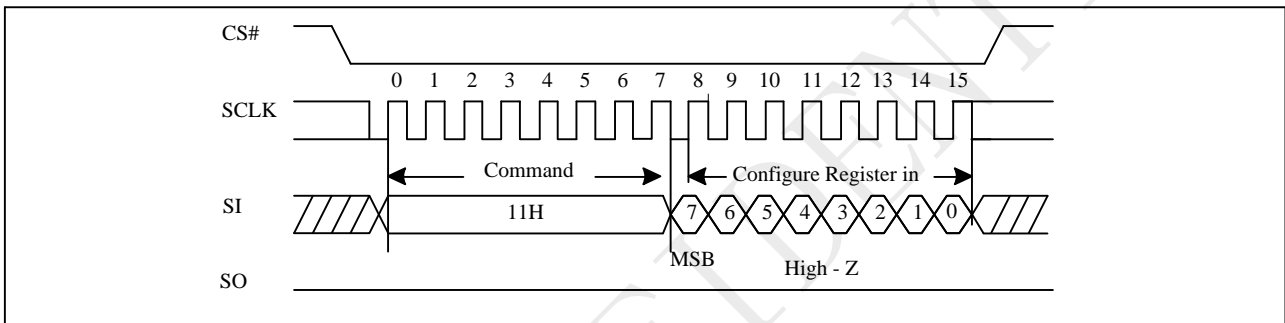 CS#
0 1 2 3 4 5 6 7 8 9 10 11 12 13 14 15
SCLK
Command Configure Register in
SI 11H 7 6 5 4 3 2 1 0
MSB High - Z
SO